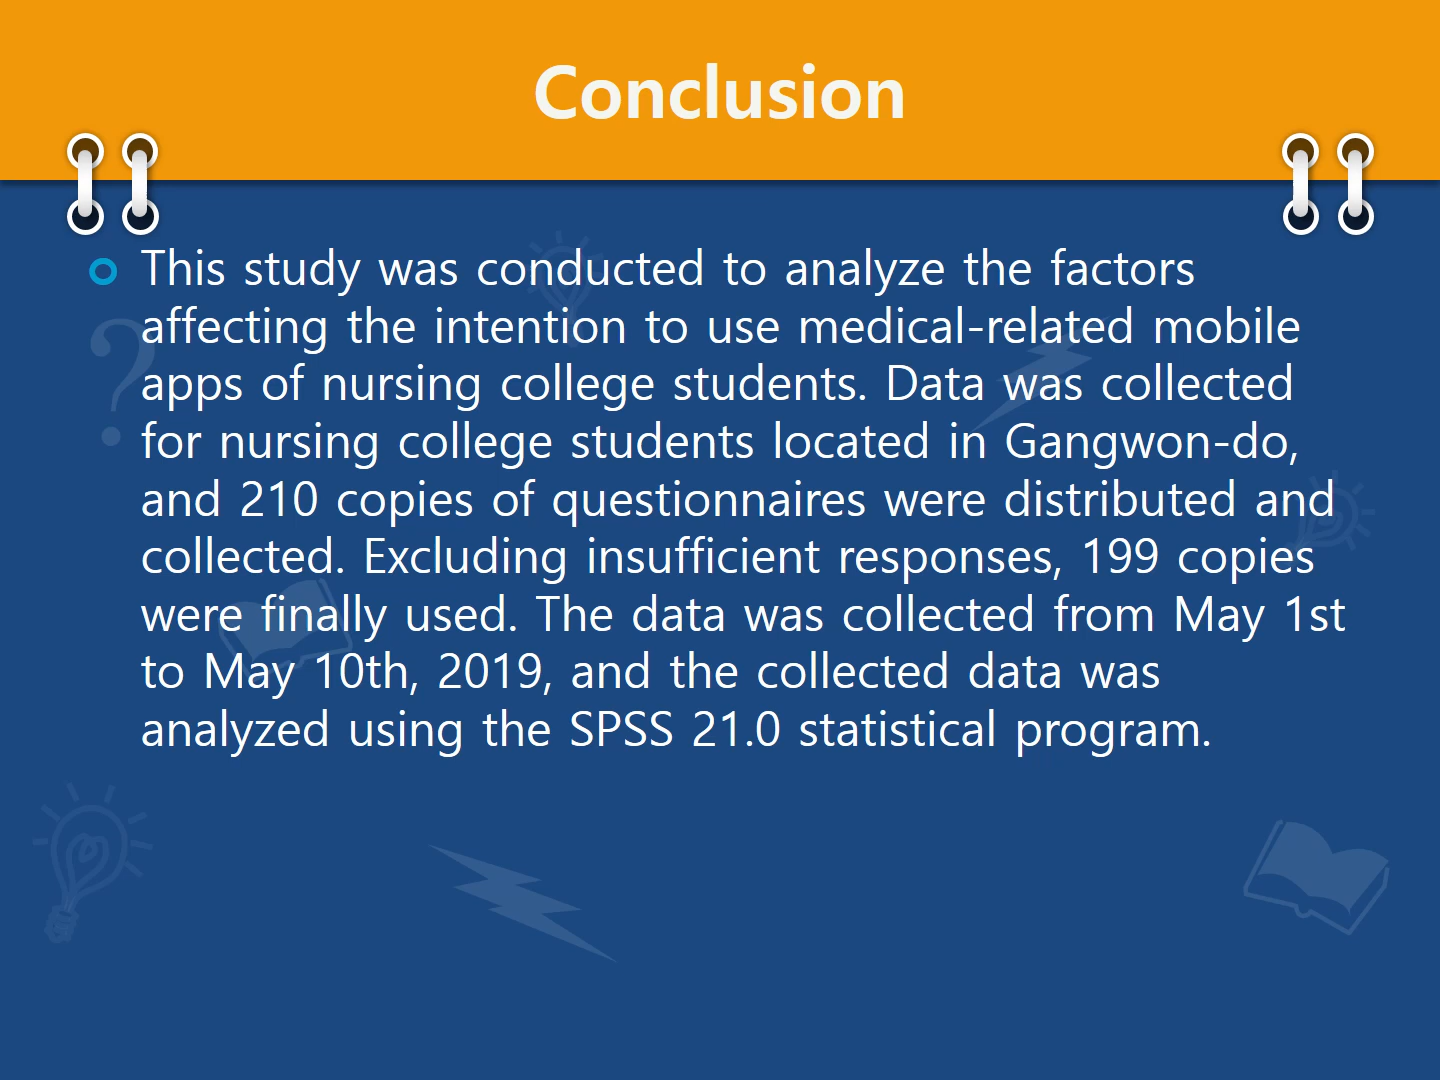 Conclusion
This study was conducted to analyze the factors
affecting the intention to use medical-related mobile
apps of nursing college students. Data was collected
for nursing college students located in Gangwon-do,
and 210 copies of questionnaires were distributed and
collected. Excluding insufficient responses, 199 copies
were finally used. The data was collected from May 1st
to May 10th, 2019, and the collected data was
analyzed using the SPSS 21.0 statistical program.